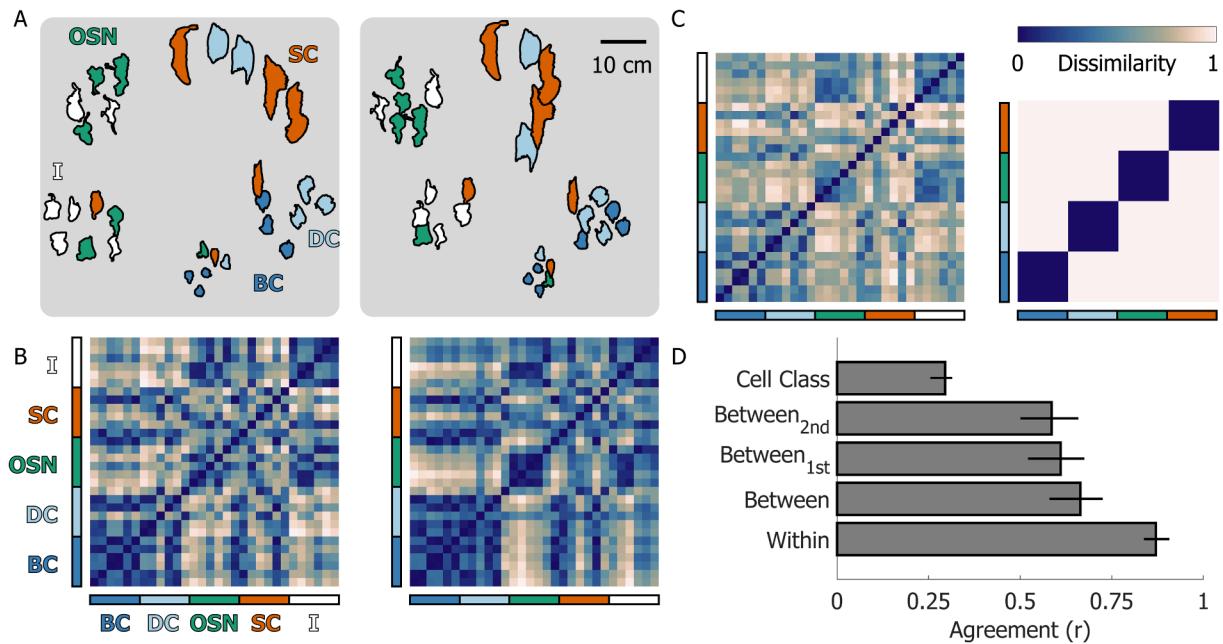 A
OSN
SC
10 cm
I
DC
BC
B
I
SC
OSN
DC
BC
BC DC OSN SC I
C
0 Dissimilarity 1
D
Cell Class
Between2nd
Between1st
Between
Within
0 0.25 0.5 0.75 1
Agreement (r)